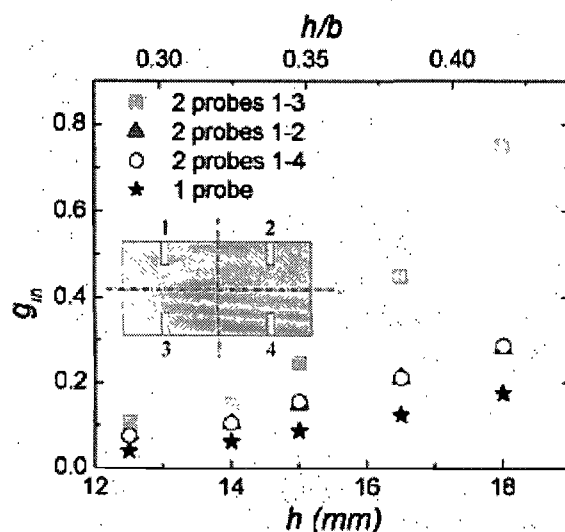 h/b
0.30 0.35 0.40
0.8
2 probes 1-3
2 probes 1-2
2 probes 1-4
1 probe
0.6
1 2
0.4
g_in
3 4
0.2
0.0
12 14 16 18
h (mm)